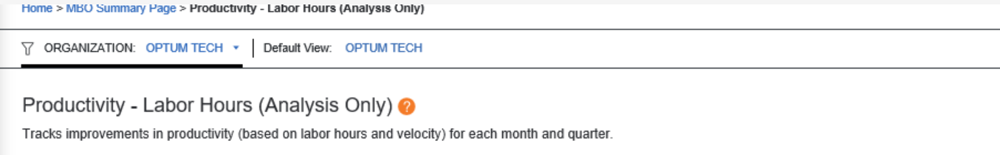 Home > MBO Summary Page > Productivity - Labor Hours (Analysis Only)
ORGANIZATION: OPTUM TECH Default View: OPTUM TECH
Productivity - Labor Hours (Analysis Only) ?
Tracks improvements in productivity (based on labor hours and velocity) for each month and quarter.